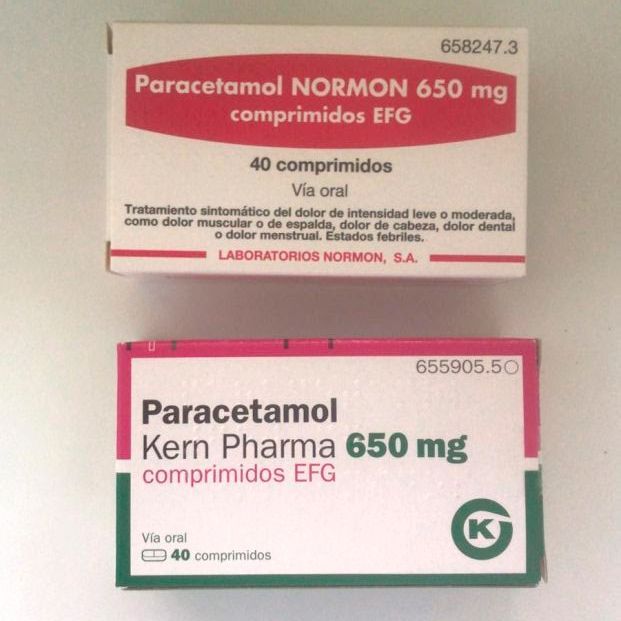 658247.3
Paracetamol NORMON 650 mg
comprimidos EFG
40 comprimidos
Vía oral
Tratamiento sintomático del dolor de intensidad leve o moderada,
como dolor muscular o de espalda, dolor de cabeza, dolor dental
o dolor menstrual. Estados febriles.
LABORATORIOS NORMON, S.A.
655905.5
Paracetamol
Kern Pharma 650 mg
comprimidos EFG
K
Vía oral
40 comprimidos